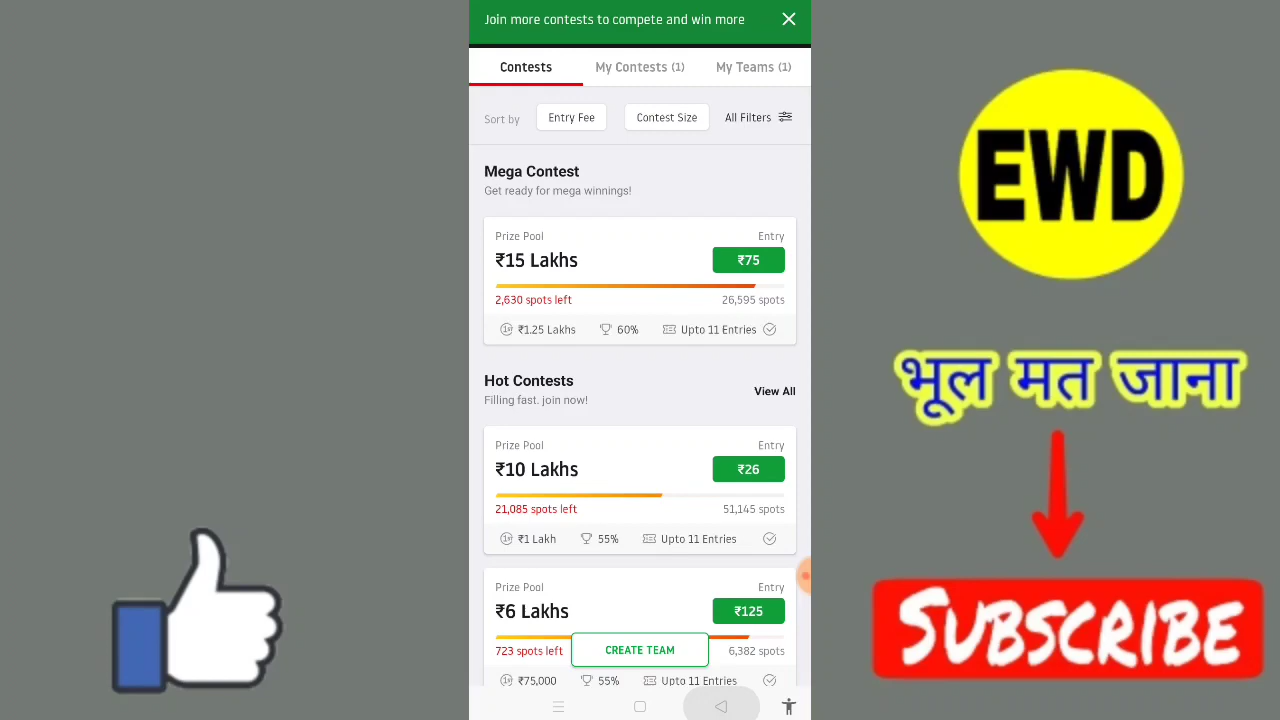 Join more contests to compete and win more
Contests My Contests (1) My Teams (1)
Sort by Entry Fee Contest Size All Filters
Mega Contest
Get ready for mega winnings!
Prize Pool Entry
₹15 Lakhs ₹75
2,630 spots left 26,595 spots
1st ₹1.25 Lakhs 60% Upto 11 Entries
Hot Contests
Filling fast. join now! View All
Prize Pool Entry
₹10 Lakhs ₹26
21,085 spots left 51,145 spots
1st ₹1 Lakh 55% Upto 11 Entries
Prize Pool Entry
₹6 Lakhs ₹125
723 spots left 6,382 spots
CREATE TEAM
1st ₹75,000 55% Upto 11 Entries
EWD
भूल मत जाना
SUBSCRIBE